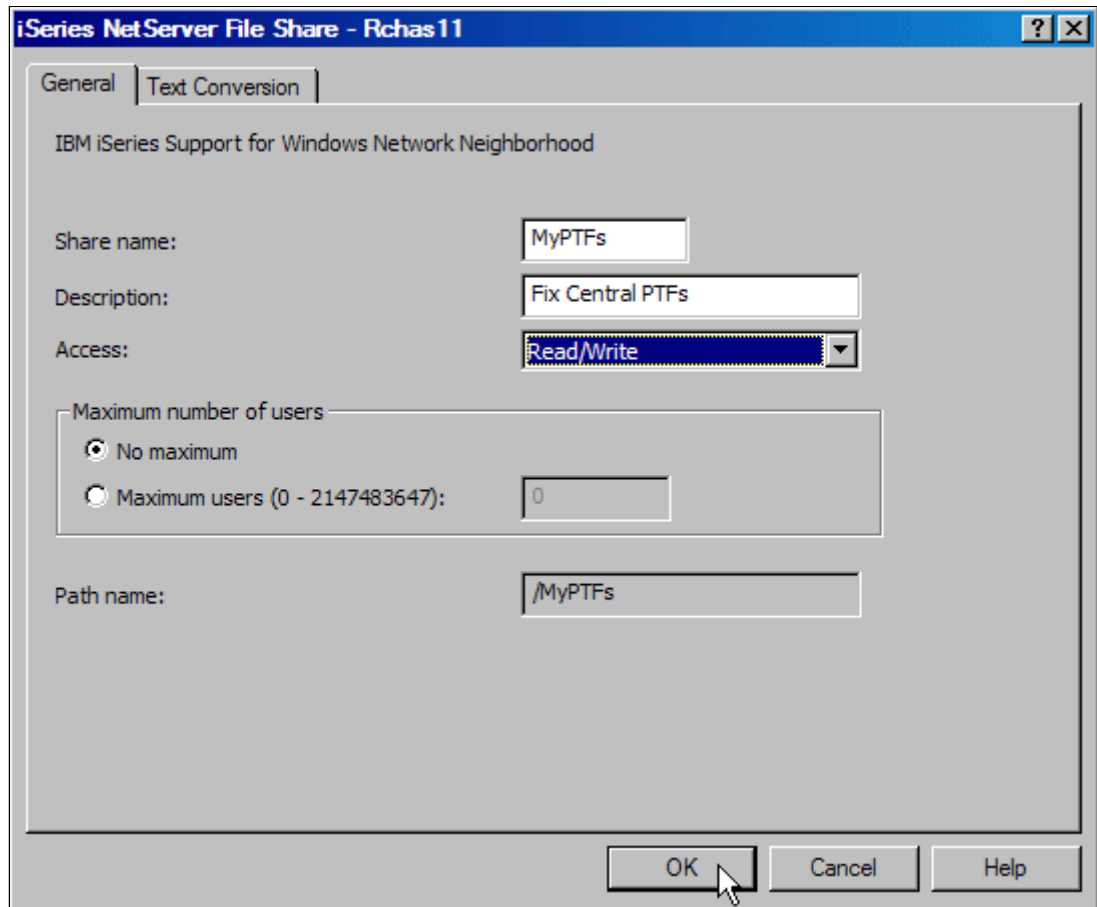 iSeries NetServer File Share - Rchas11
General
Text Conversion
IBM iSeries Support for Windows Network Neighborhood
Share name:
MyPTFs
Description:
Fix Central PTFs
Access:
Read/Write
Maximum number of users
No maximum
Maximum users (0 - 2147483647):
0
Path name:
/MyPTFs
OK
Cancel
Help